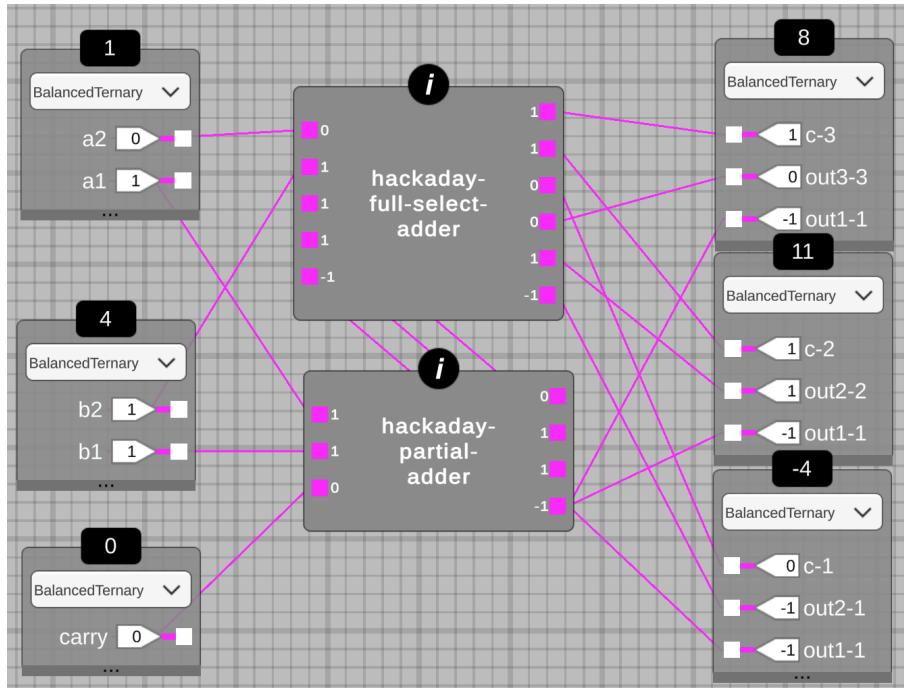 1
BalancedTernary
a2 0
a1 1
...
4
BalancedTernary
b2 1
b1 1
...
0
BalancedTernary
carry 0
...
i
hackaday-
full-select-
adder
0
1
1
1
-1
1
1
0
0
1
-1
i
hackaday-
partial-
adder
1
1
0
0
1
1
-1
8
BalancedTernary
1 c-3
0 out3-3
-1 out1-1
11
BalancedTernary
1 c-2
1 out2-2
-1 out1-1
-4
BalancedTernary
0 c-1
-1 out2-1
-1 out1-1
...